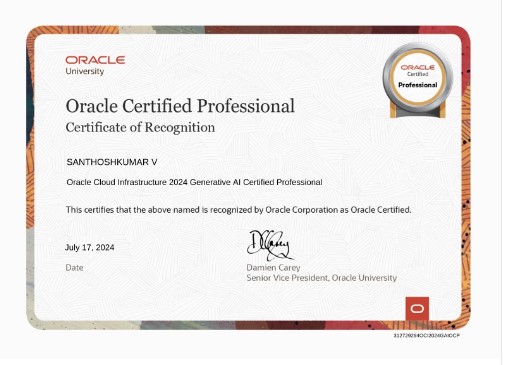 ORACLE
University
ORACLE
Certified
Professional
Oracle Certified Professional
Certificate of Recognition
SANTHOSHKUMAR V
Oracle Cloud Infrastructure 2024 Generative AI Certified Professional
This certifies that the above named is recognized by Oracle Corporation as Oracle Certified.
July 17, 2024
Date
Damien Carey
Senior Vice President, Oracle University